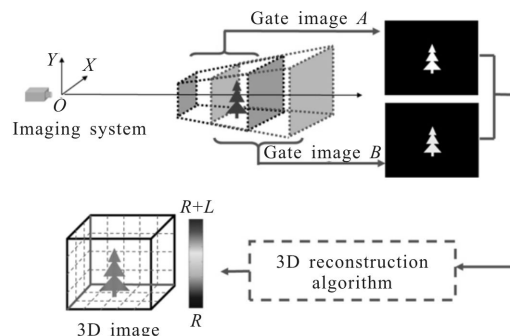 Gate image A
Y
X
O
Imaging system
Gate image B
R+L
3D reconstruction
algorithm
R
3D image